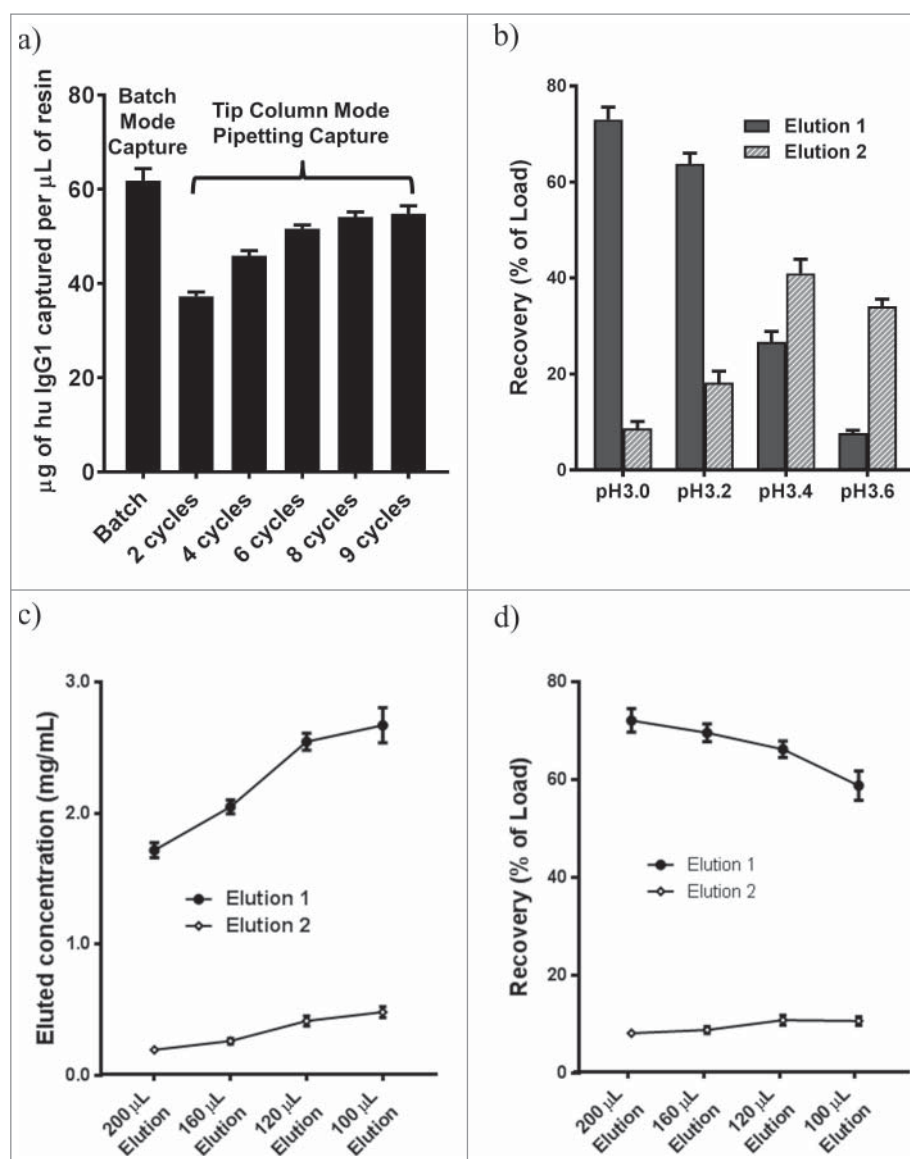 a)
Batch Mode Capture
Tip Column Mode
Pipetting Capture
µg of hu IgG1 captured per µL of resin
80
60
40
20
0
Batch
2 cycles
4 cycles
6 cycles
8 cycles
9 cycles
b)
Recovery (% of Load)
80
60
40
20
0
Elution 1
Elution 2
pH3.0
pH3.2
pH3.4
pH3.6
c)
Eluted concentration (mg/mL)
3.0
2.0
1.0
0.0
Elution 1
Elution 2
200 µL
Elution
160 µL
Elution
120 µL
Elution
100 µL
Elution
d)
Recovery (% of Load)
80
60
40
20
0
Elution 1
Elution 2
200 µL
Elution
160 µL
Elution
120 µL
Elution
100 µL
Elution